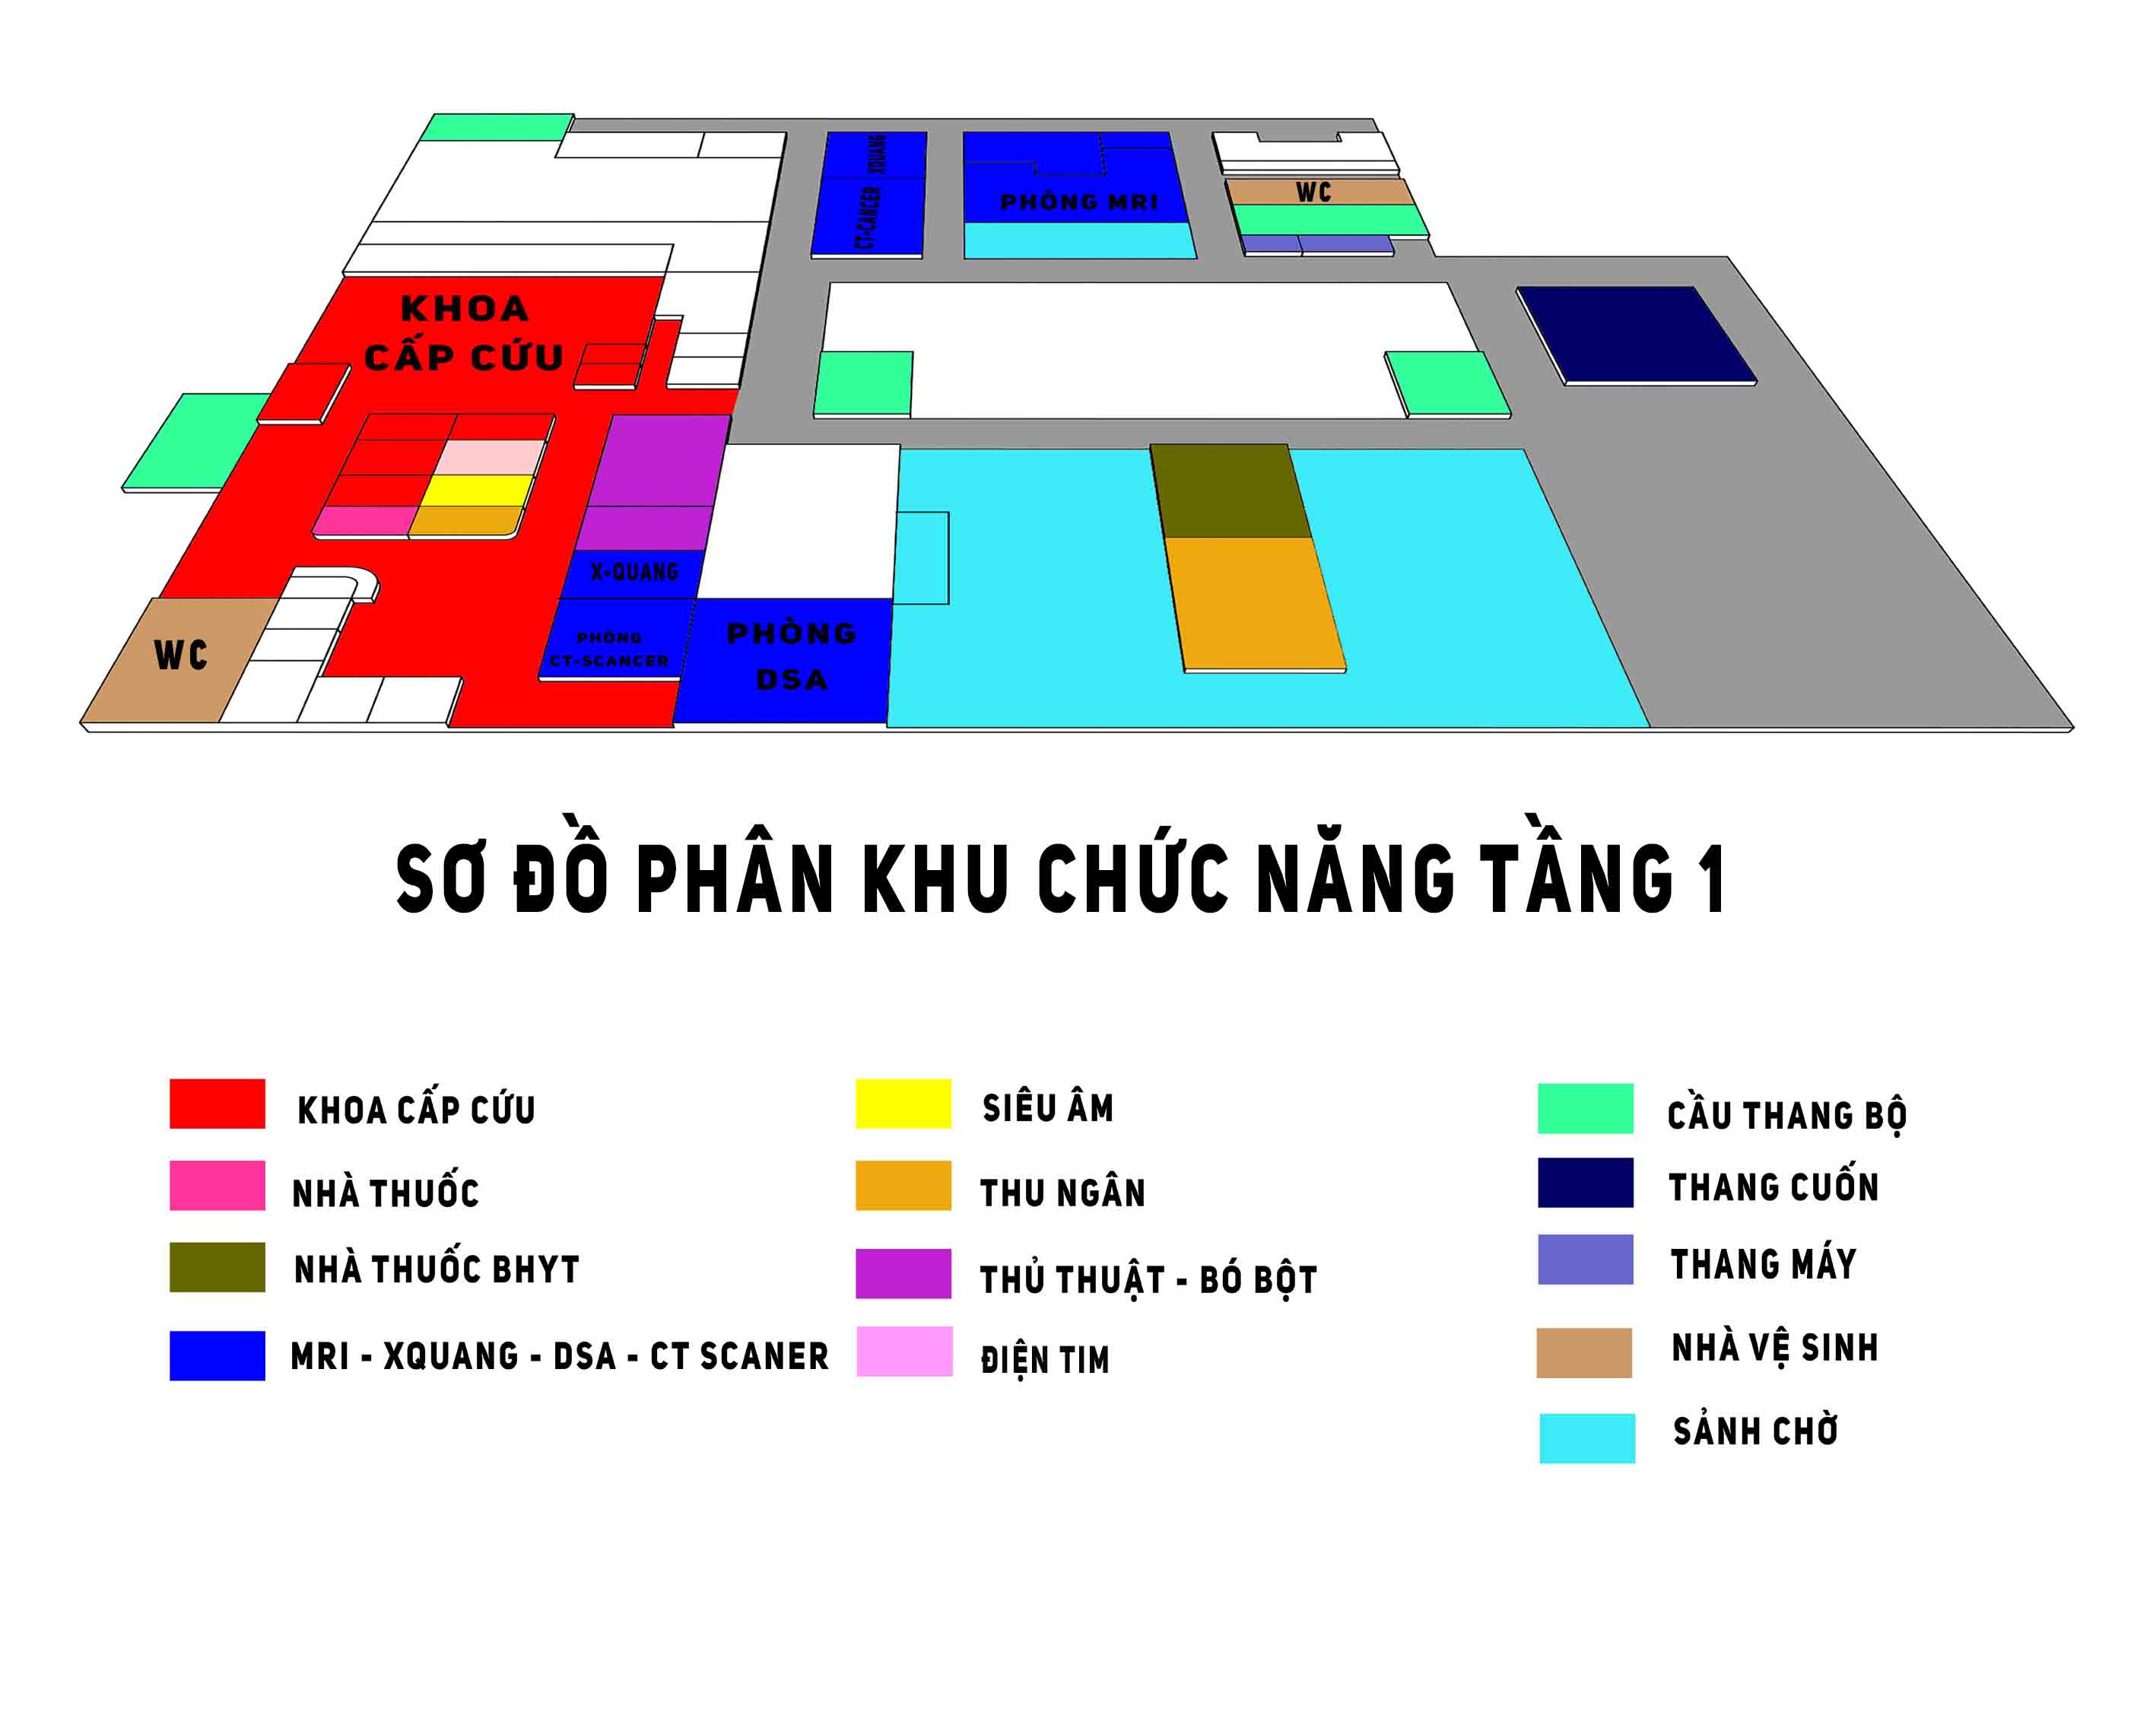 XQUANG
CT-CANCER
PHÒNG MRI
WC
KHOA
CẤP CỨU
X-QUANG
PHÒNG
CT-SCANCER
PHÒNG
DSA
WC
SƠ ĐỒ PHÂN KHU CHỨC NĂNG TẦNG 1
KHOA CẤP CỨU
NHÀ THUỐC
NHÀ THUỐC BHYT
MRI - XQUANG - DSA - CT SCANER
SIÊU ÂM
THU NGÂN
THỦ THUẬT - BÓ BỘT
ĐIỆN TIM
CẦU THANG BỘ
THANG CUỐN
THANG MÁY
NHÀ VỆ SINH
SẢNH CHỜ